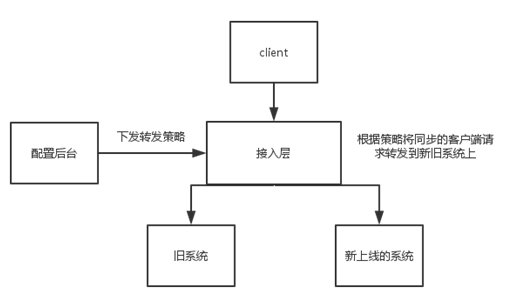 client
下发转发策略
配置后台
接入层
根据策略将同步的客户端请
求转发到新旧系统上
旧系统
新上线的系统